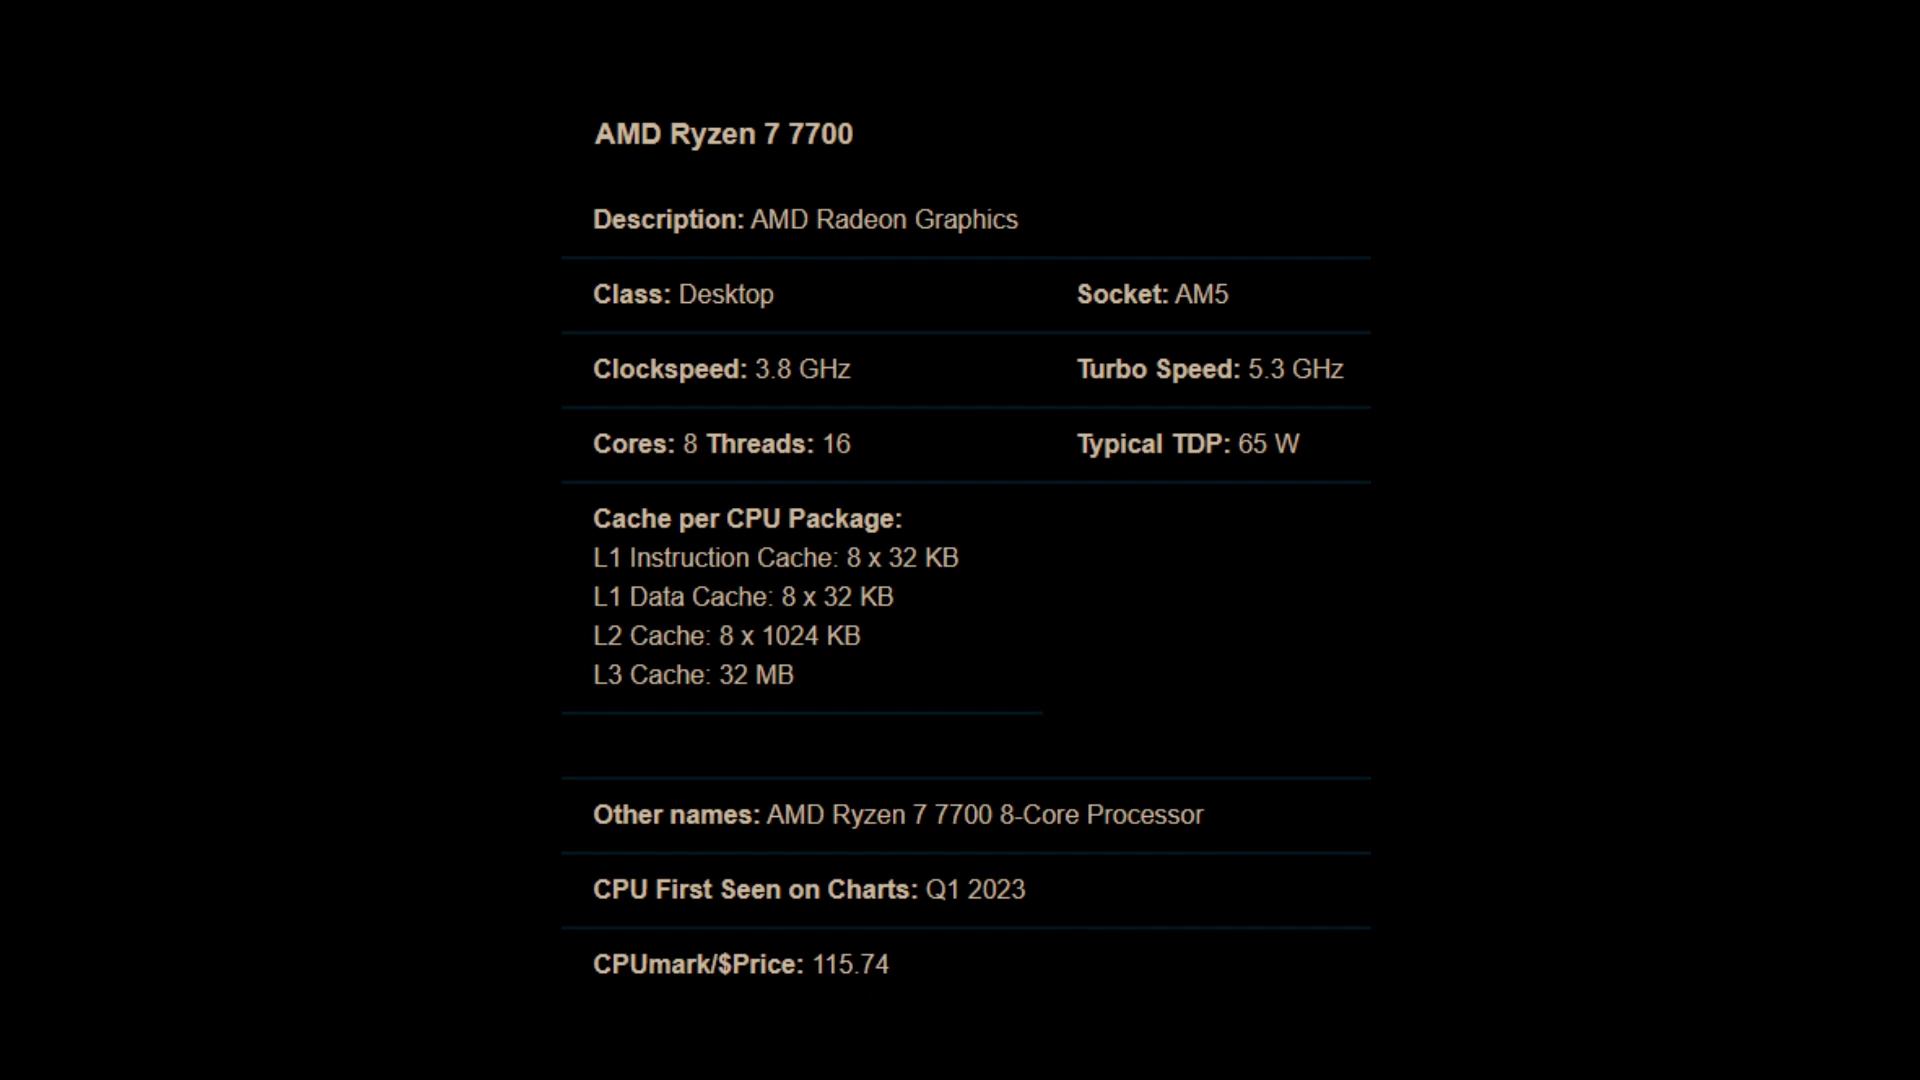 AMD Ryzen 7 7700
Description: AMD Radeon Graphics
Class: Desktop
Socket: AM5
Clockspeed: 3.8 GHz
Turbo Speed: 5.3 GHz
Cores: 8 Threads: 16
Typical TDP: 65 W
Cache per CPU Package:
L1 Instruction Cache: 8 x 32 KB
L1 Data Cache: 8 x 32 KB
L2 Cache: 8 x 1024 KB
L3 Cache: 32 MB
Other names: AMD Ryzen 7 7700 8-Core Processor
CPU First Seen on Charts: Q1 2023
CPUmark/$Price: 115.74